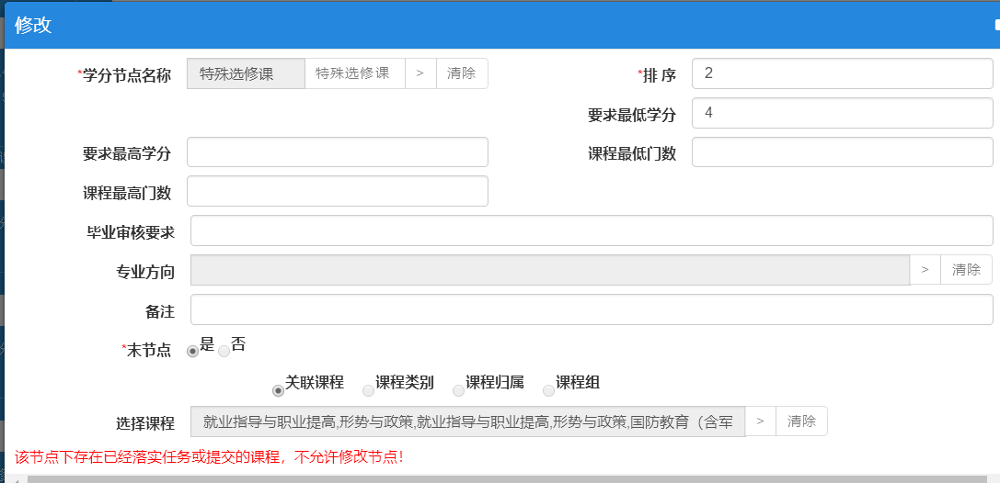 修改
*学分节点名称 特殊选修课 特殊选修课 > 清除 *排 序 2
要求最低学分 4
要求最高学分 课程最低门数
课程最高门数
毕业审核要求
专业方向 > 清除
备注
*末节点 是 否
关联课程 课程类别 课程归属 课程组
选择课程 就业指导与职业提高,形势与政策,就业指导与职业提高,形势与政策,国防教育（含军 > 清除
该节点下存在已经落实任务或提交的课程，不允许修改节点！